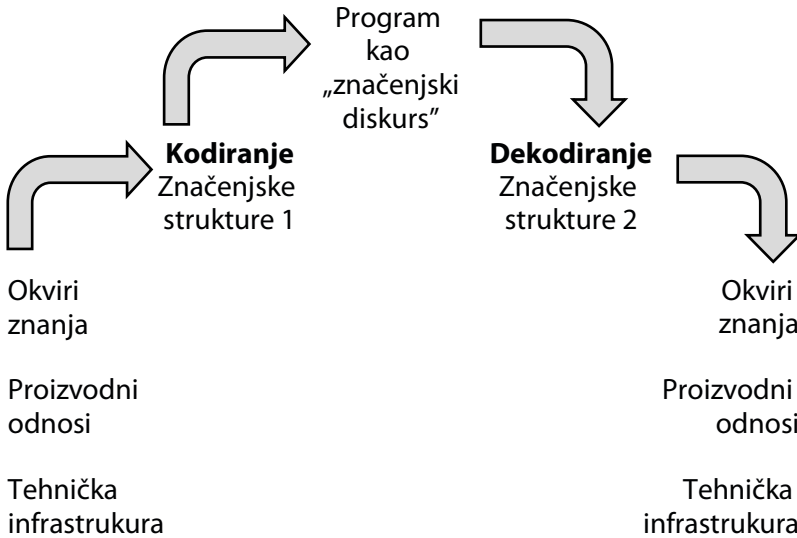 Program
kao
„značenjski
diskurs”
Kodiranje
Značenjske
strukture 1
Dekodiranje
Značenjske
strukture 2
Okviri
znanja
Proizvodni
odnosi
Tehnička
infrastrukura
Okviri
znanja
Proizvodni
odnosi
Tehnička
infrastrukura